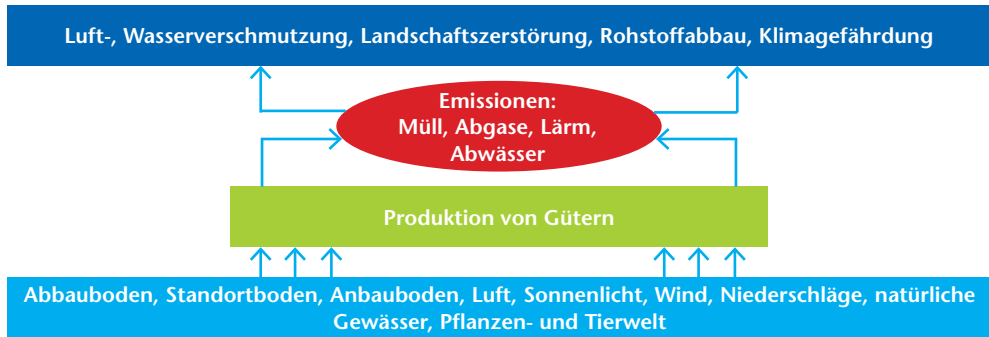 Luft-, Wasserverschmutzung, Landschaftszerstörung, Rohstoffabbau, Klimagefährdung
Emissionen:
Müll, Abgase, Lärm,
Abwässer
Produktion von Gütern
Abbauboden, Standortboden, Anbauboden, Luft, Sonnenlicht, Wind, Niederschläge, natürliche
Gewässer, Pflanzen- und Tierwelt